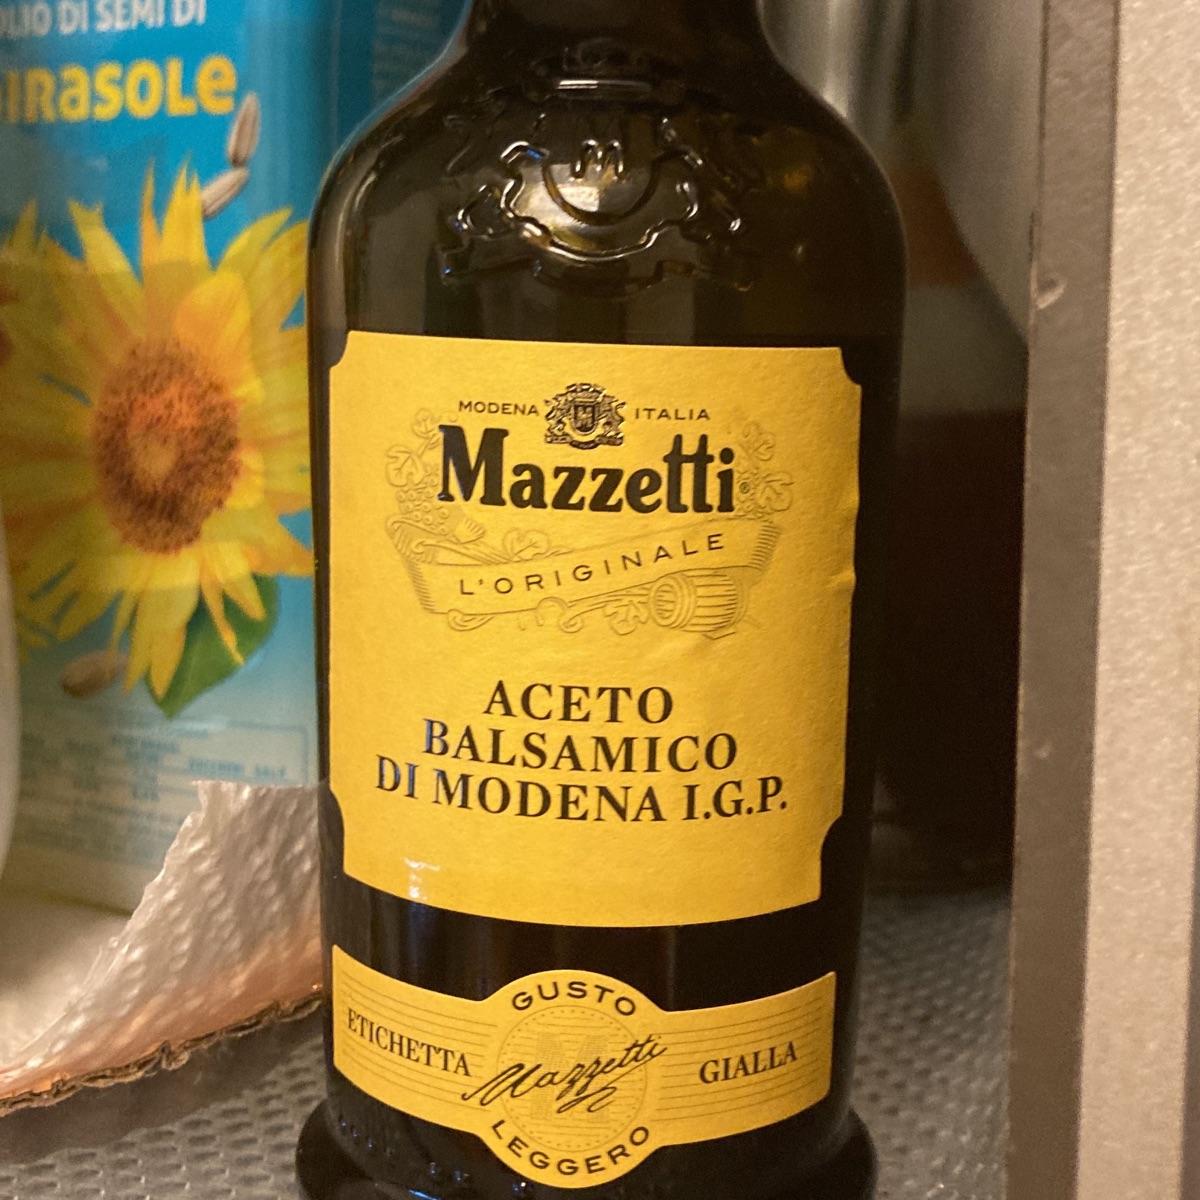 OLIO DI SEMI DI
GIRASOLE
M
MODENA ITALIA
Mazzetti®
L'ORIGINALE
ACETO
BALSAMICO
DI MODENA I.G.P.
GUSTO
ETICHETTA Mazzetti GIALLA
LEGGERO